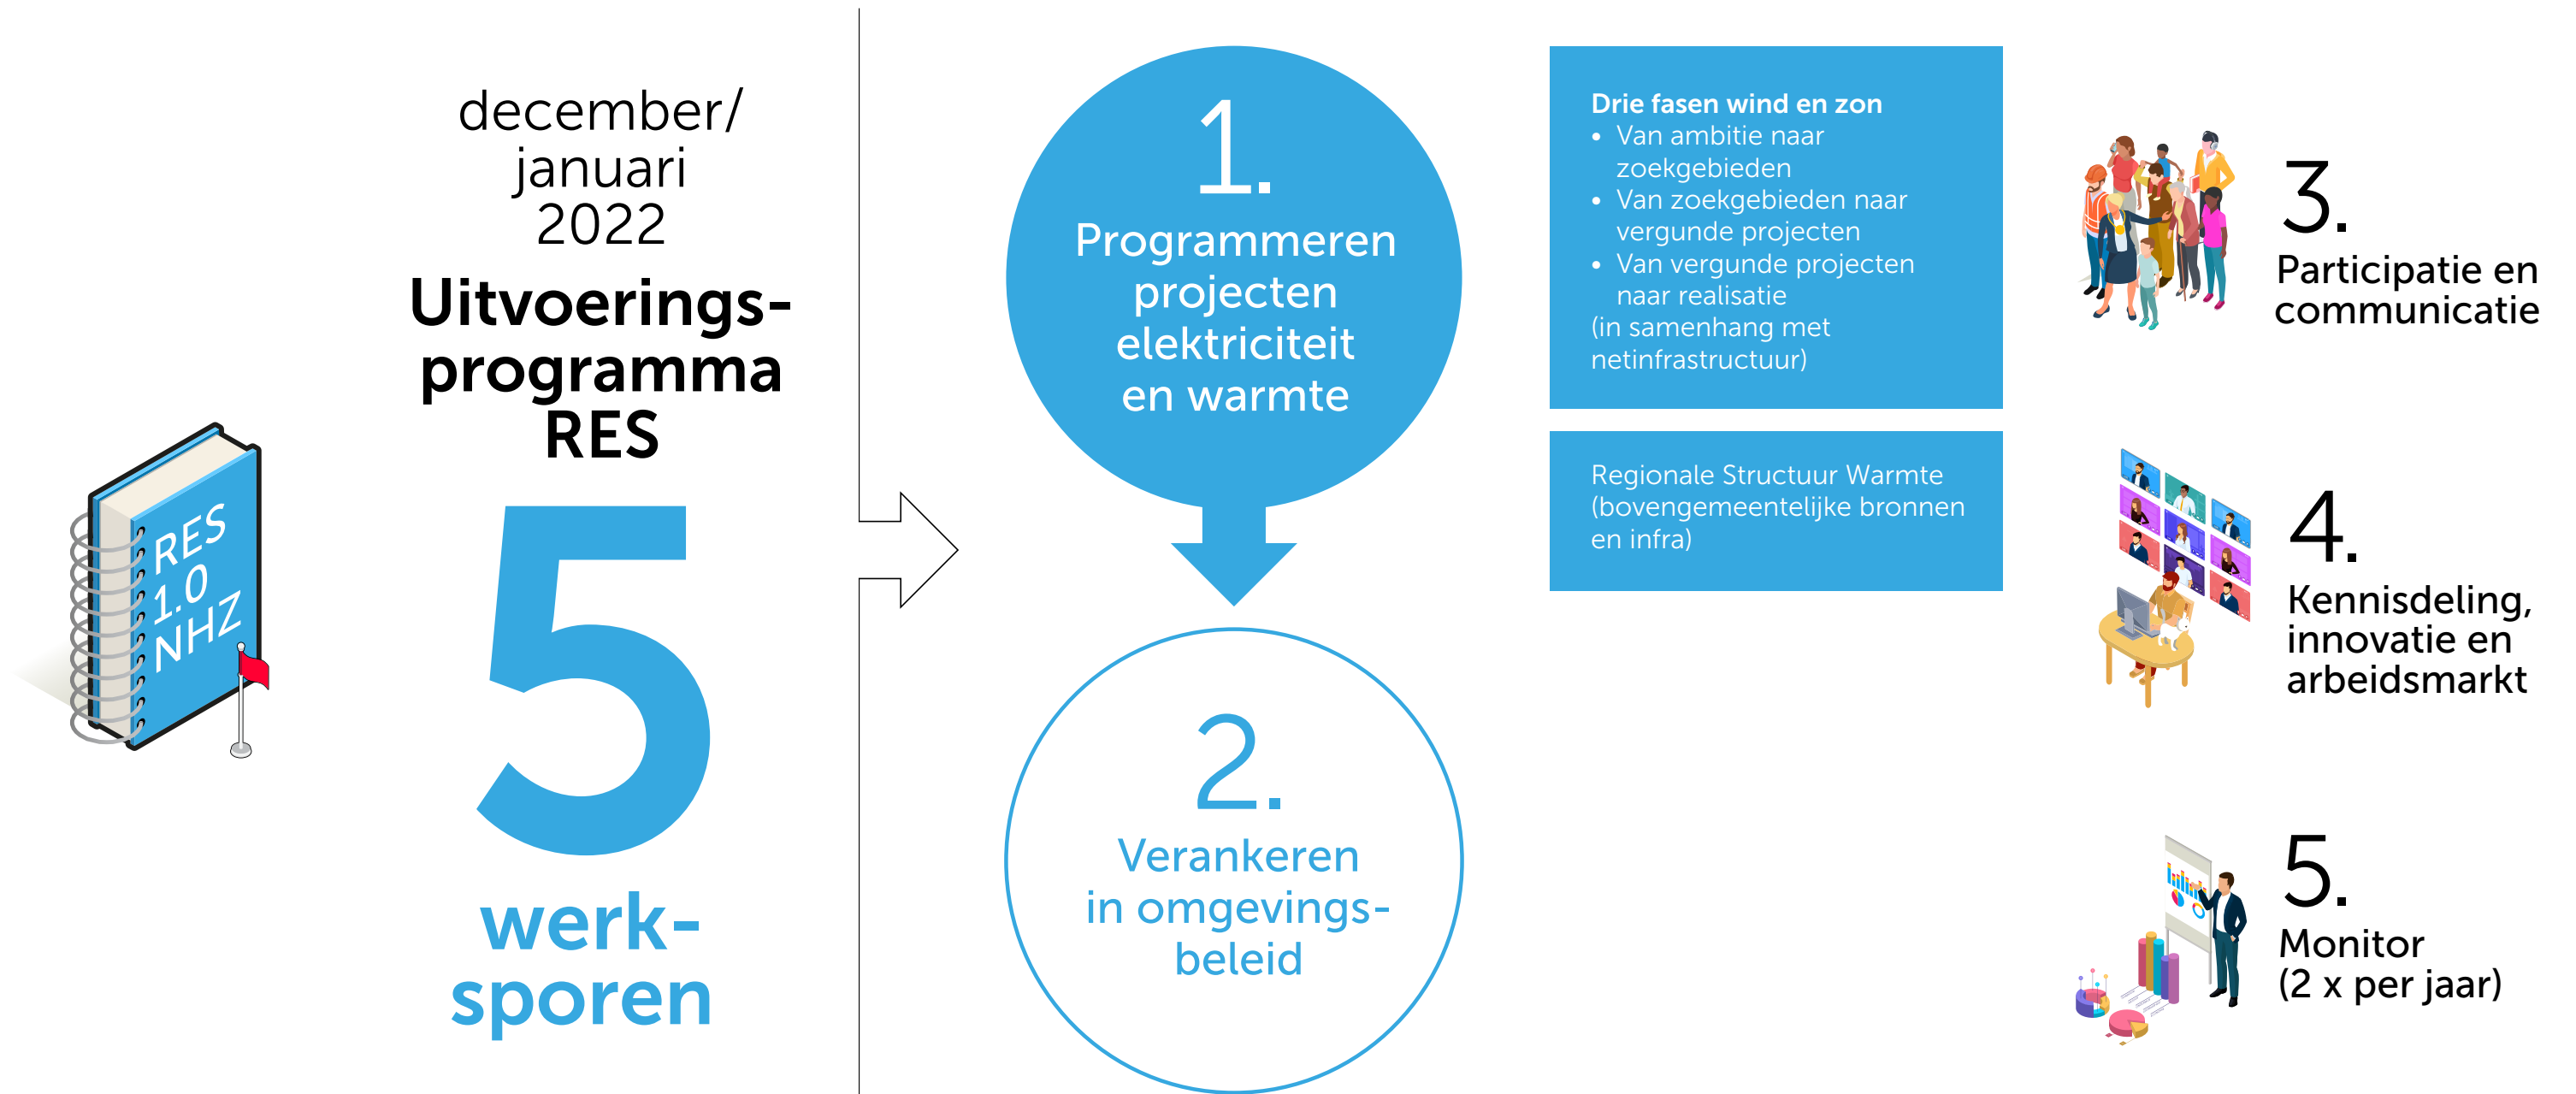 RES
1.0
NHZ
december/
januari
2022
Uitvoerings-
programma
RES
5
werk-
sporen
1.
Programmeren
projecten
elektriciteit
en warmte
2.
Verankeren
in omgevings-
beleid
Drie fasen wind en zon
• Van ambitie naar
zoekgebieden
• Van zoekgebieden naar
vergunde projecten
• Van vergunde projecten
naar realisatie
(in samenhang met
netinfrastructuur)
Regionale Structuur Warmte
(bovengemeentelijke bronnen
en infra)
3.
Participatie en
communicatie
4.
Kennisdeling,
innovatie en
arbeidsmarkt
5.
Monitor
(2 x per jaar)